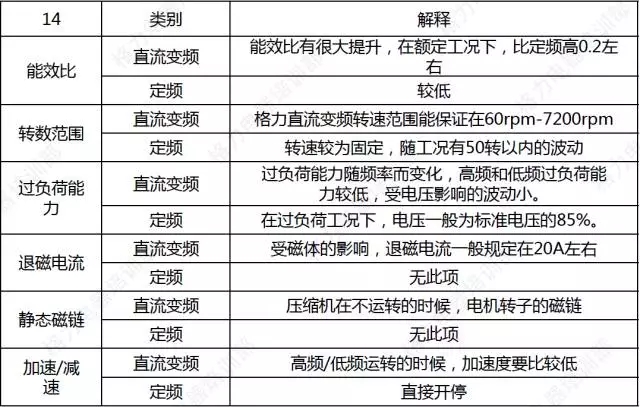 14 类别 解释
能效比 直流变频 能效比有很大提升，在额定工况下，比定频高0.2左
右
定频 较低
转数范围 直流变频 格力直流变频转速范围能保证在60rpm-7200rpm
定频 转速较为固定，随工况有50转以内的波动
过负荷能
力
直流变频 过负荷能力随频率而变化，高频和低频过负荷能
力较低，受电压影响的波动小。
定频 在过负荷工况下，电压一般为标准电压的85%。
退磁电流 直流变频 受磁体的影响，退磁电流一般规定在20A左右
定频 无此项
静态磁链 直流变频 压缩机在不运转的时候，电机转子的磁链
定频 无此项
加速/减
速
直流变频 高频/低频运转的时候，加速度要比较低
定频 直接开停